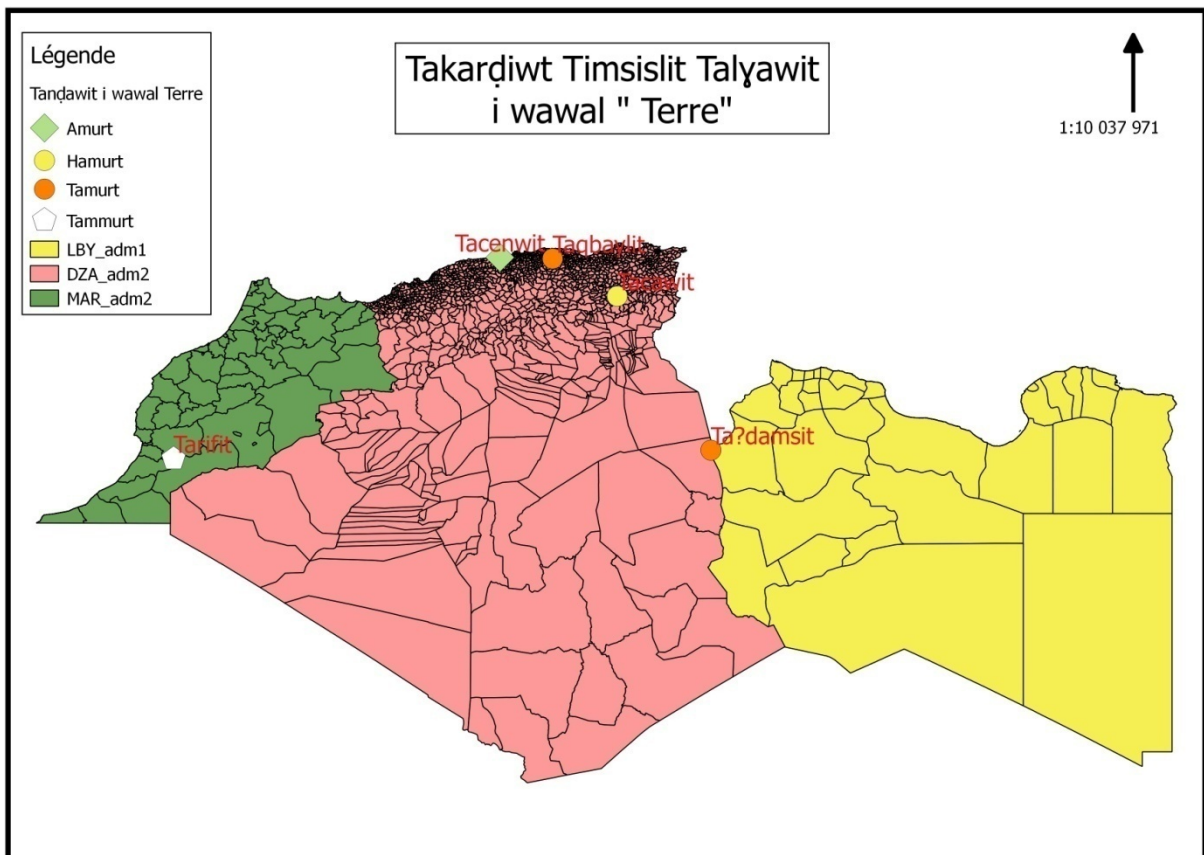 Takarḍiwt Timsislit Talɣawit
i wawal " Terre"
1:10 037 971
Légende
Tanḍawit i wawal Terre
Amurt
Hamurt
Tamurt
Tammurt
LBY_adm1
DZA_adm2
MAR_adm2
Tacenwit
Taqbaylit
Tarifit
Ta?damsit